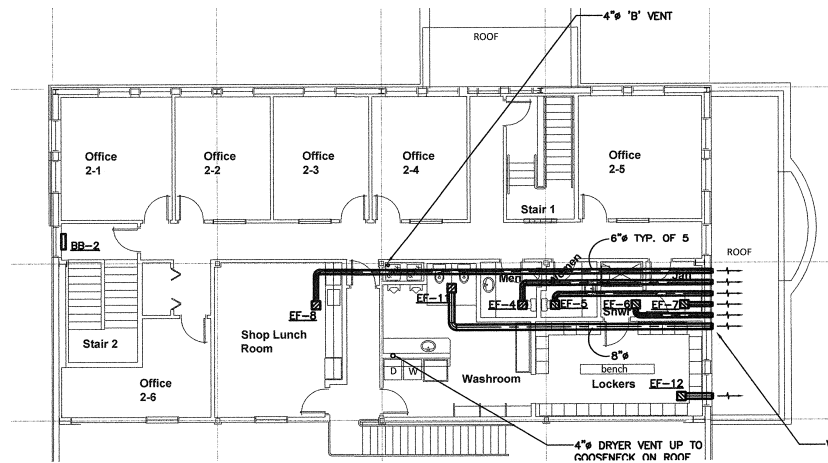 4"ø 'B' VENT
ROOF
Office
2-1
Office
2-2
Office
2-3
Office
2-4
Office
2-5
Stair 1
BB-2
6"ø TYP. OF 5
ROOF
Women
Men
Jan
EF-8
EF-11
EF-4
EF-5
EF-6
EF-7
Shwr
Shop Lunch
Room
Stair 2
8"ø
D
W
bench
Washroom
Lockers
EF-12
Office
2-6
4"ø DRYER VENT UP TO
GOOSENECK ON ROOF